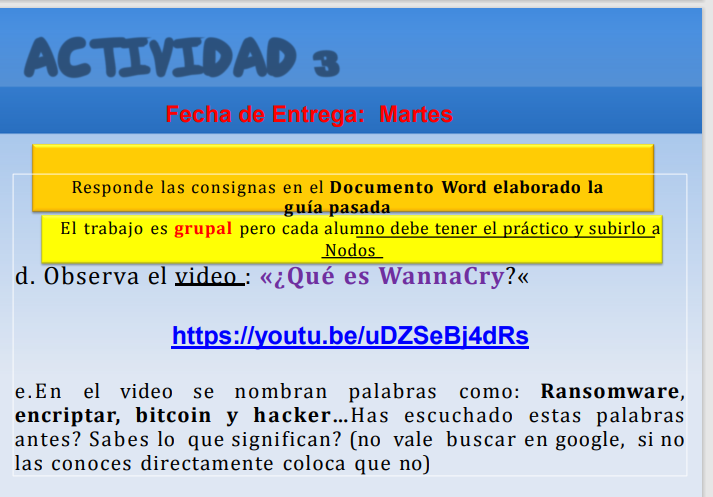 ACTIVIDAD 3
Fecha de Entrega: Martes
Responde las consignas en el Documento Word elaborado la
guía pasada
El trabajo es grupal pero cada alumno debe tener el práctico y subirlo a
Nodos
d. Observa el video : «¿Qué es WannaCry?«
https://youtu.be/uDZSeBj4dRs
e.En el video se nombran palabras como: Ransomware,
encriptar, bitcoin y hacker…Has escuchado estas palabras
antes? Sabes lo que significan? (no vale buscar en google, si no
las conoces directamente coloca que no)